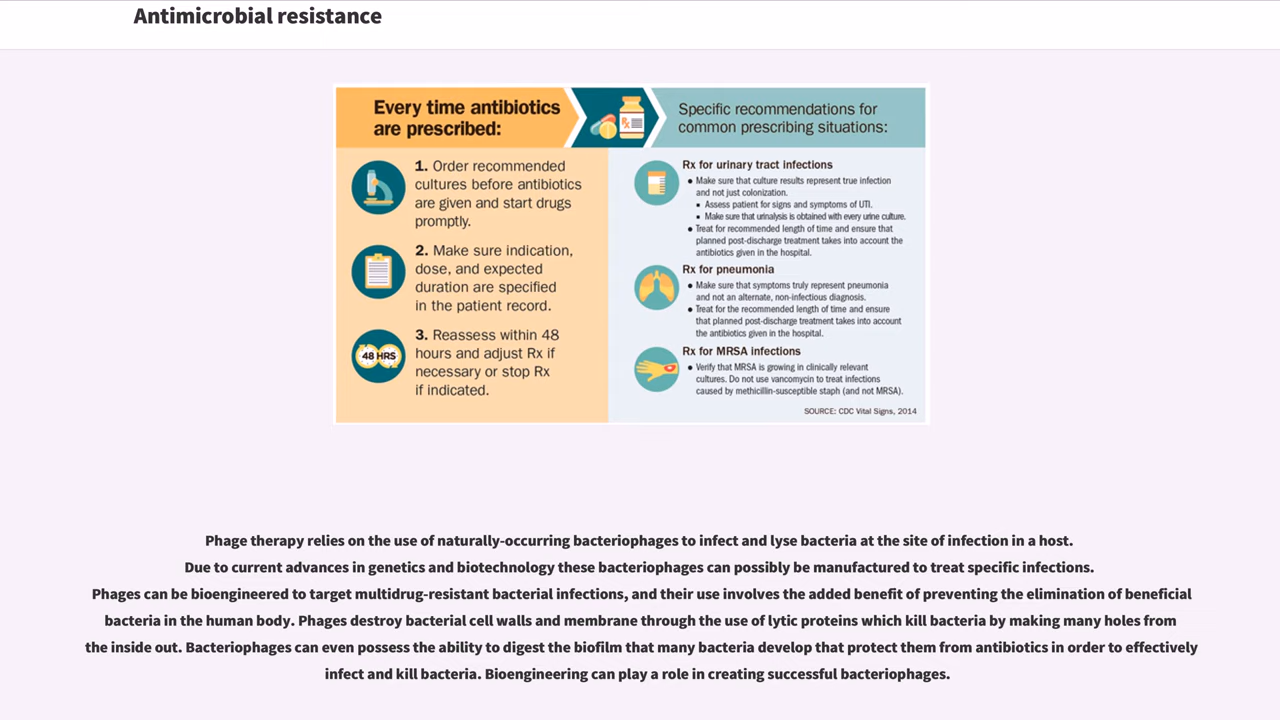 Antimicrobial resistance
Every time antibiotics
are prescribed:
1. Order recommended
cultures before antibiotics
are given and start drugs
promptly.
2. Make sure indication,
dose, and expected
duration are specified
in the patient record.
48 HRS
3. Reassess within 48
hours and adjust Rx if
necessary or stop Rx
if indicated.
Rx
Specific recommendations for
common prescribing situations:
Rx for urinary tract infections
• Make sure that culture results represent true infection
and not just colonization.
▪ Assess patient for signs and symptoms of UTI.
▪ Make sure that urinalysis is obtained with every urine culture.
• Treat for recommended length of time and ensure that
planned post-discharge treatment takes into account the
antibiotics given in the hospital.
Rx for pneumonia
• Make sure that symptoms truly represent pneumonia
and not an alternate, non-infectious diagnosis.
• Treat for the recommended length of time and ensure
that planned post-discharge treatment takes into account
the antibiotics given in the hospital.
Rx for MRSA infections
• Verify that MRSA is growing in clinically relevant
cultures. Do not use vancomycin to treat infections
caused by methicillin-susceptible staph (and not MRSA).
SOURCE: CDC Vital Signs, 2014
Phage therapy relies on the use of naturally-occurring bacteriophages to infect and lyse bacteria at the site of infection in a host.
Due to current advances in genetics and biotechnology these bacteriophages can possibly be manufactured to treat specific infections.
Phages can be bioengineered to target multidrug-resistant bacterial infections, and their use involves the added benefit of preventing the elimination of beneficial
bacteria in the human body. Phages destroy bacterial cell walls and membrane through the use of lytic proteins which kill bacteria by making many holes from
the inside out. Bacteriophages can even possess the ability to digest the biofilm that many bacteria develop that protect them from antibiotics in order to effectively
infect and kill bacteria. Bioengineering can play a role in creating successful bacteriophages.